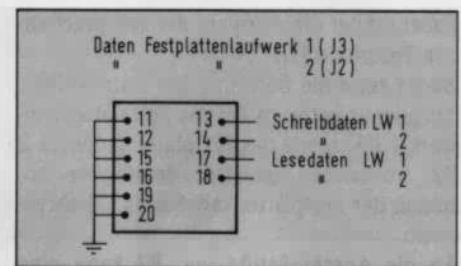 Daten Festplattenlaufwerk 1 (J3)
" " 2 (J2)
11 13 Schreibdaten LW 1
12 14 " 2
15 17 Lesedaten LW 1
16 18 " 2
19
20